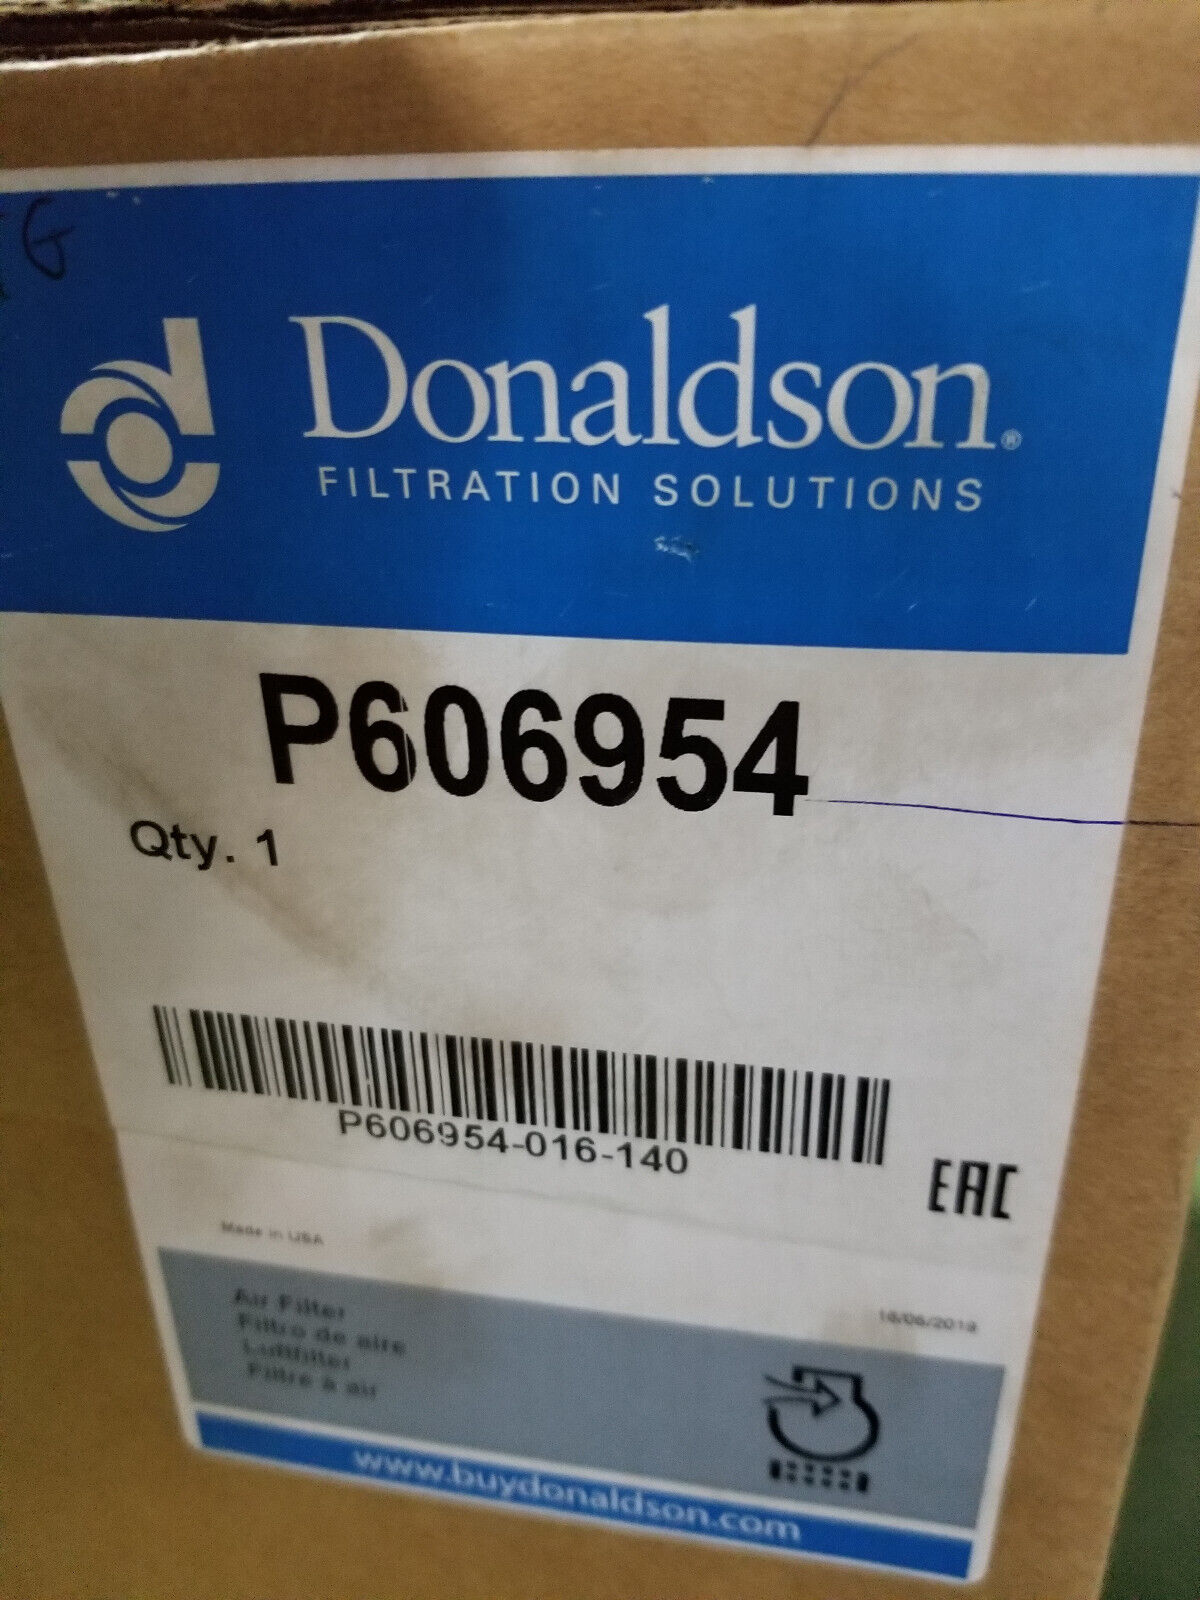 G
Donaldson®
FILTRATION SOLUTIONS
P606954
Qty. 1
P606954-016-140
EAC
Made in USA
Air Filter
Filtro de aire
Luftfilter
Filtre à air
www.buydonaldson.com